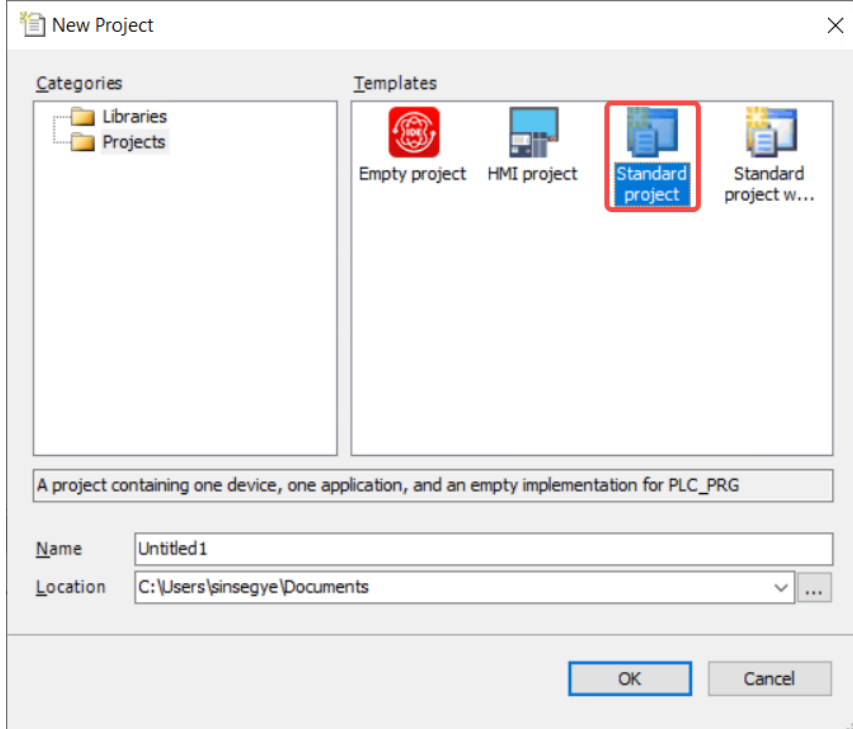 New Project
Categories
Templates
Libraries
Projects
IDE
Empty project
HMI project
Standard
project
Standard
project w...
A project containing one device, one application, and an empty implementation for PLC_PRG
Name
Untitled1
Location
C:\Users\sinsegye\Documents
...
OK
Cancel